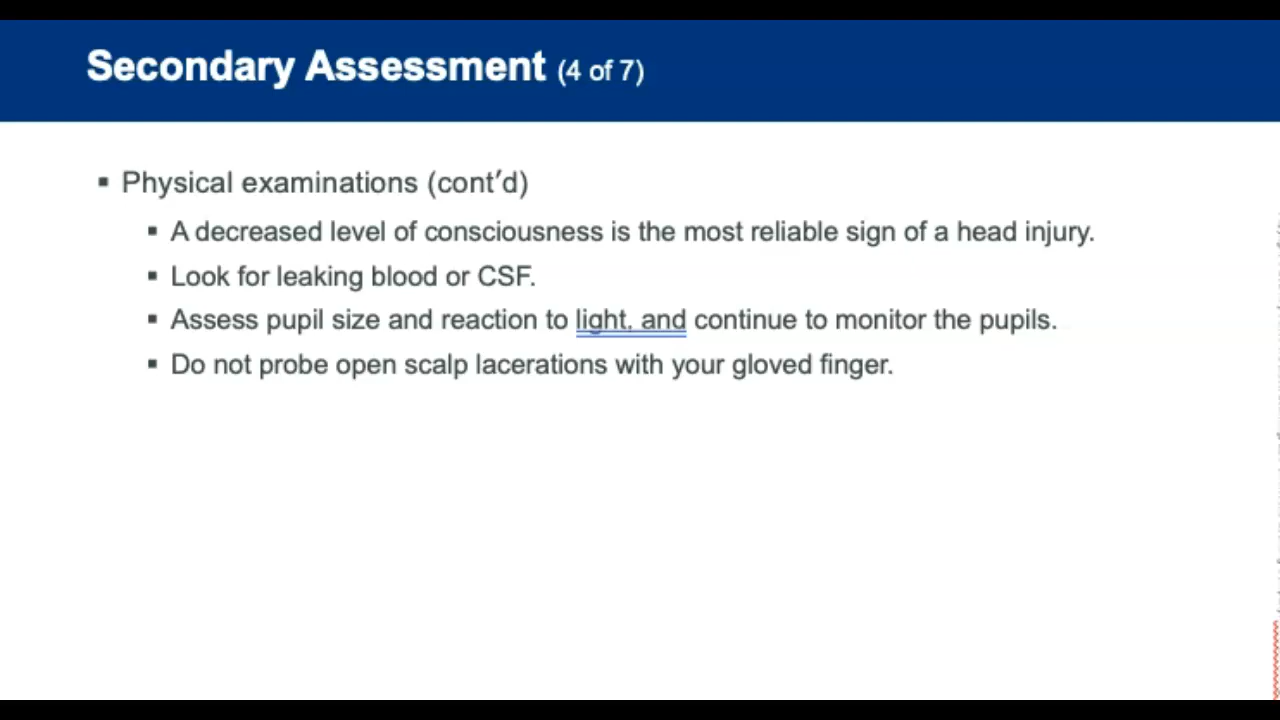 Secondary Assessment (4 of 7)
▪ Physical examinations (cont′d)
▪ A decreased level of consciousness is the most reliable sign of a head injury.
▪ Look for leaking blood or CSF.
▪ Assess pupil size and reaction to light, and continue to monitor the pupils.
▪ Do not probe open scalp lacerations with your gloved finger.